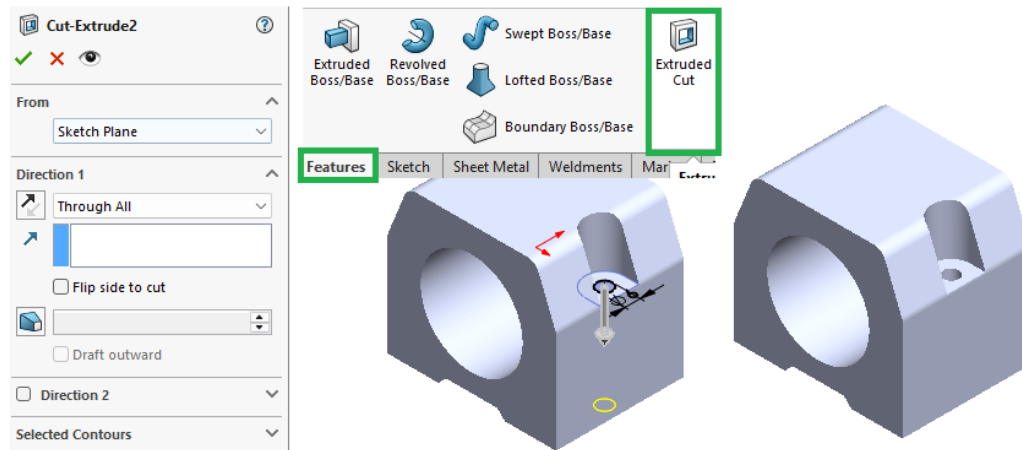 Cut-Extrude2
From
Sketch Plane
Direction 1
Through All
Flip side to cut
Draft outward
Direction 2
Selected Contours
Extruded
Boss/Base
Revolved
Boss/Base
Swept Boss/Base
Lofted Boss/Base
Boundary Boss/Base
Extruded
Cut
Features
Sketch
Sheet Metal
Weldments